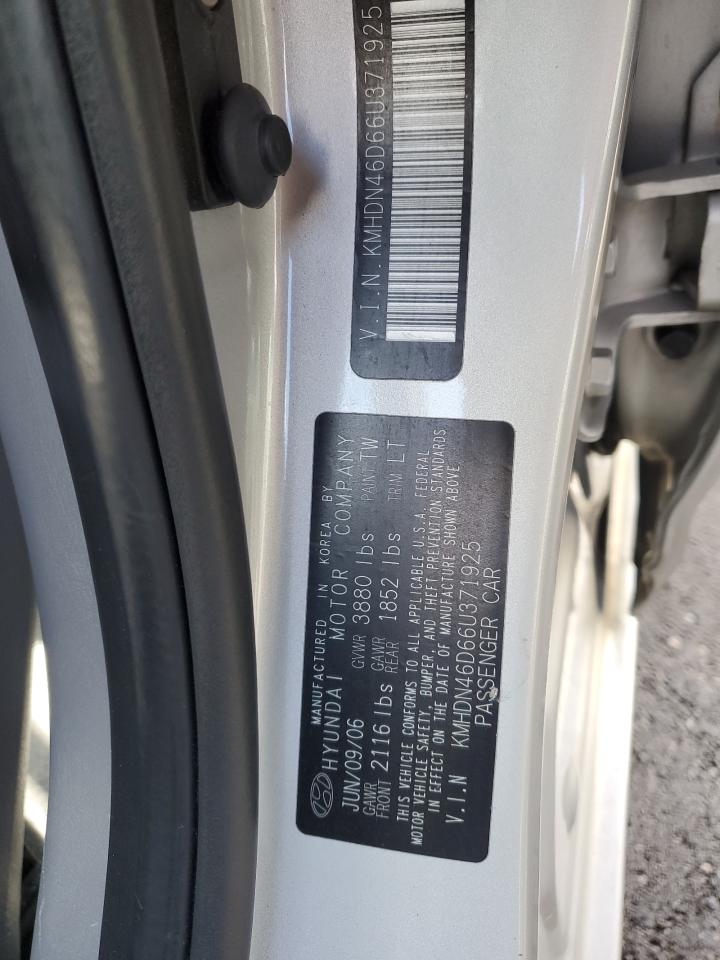 V.I.N.KMHDN46D66U371925
MANUFACTURED IN KOREA BY
HYUNDAI MOTOR COMPANY
JUN/09/06 GVWR 3880 lbs PAINT TW
GAWR FRONT 2116 lbs GAWR REAR 1852 lbs TRIM LT
THIS VEHICLE CONFORMS TO ALL APPLICABLE U.S.A. FEDERAL
MOTOR VEHICLE SAFETY, BUMPER, AND THEFT PREVENTION STANDARDS
IN EFFECT ON THE DATE OF MANUFACTURE SHOWN ABOVE.
V.I.N KMHDN46D66U371925
PASSENGER CAR